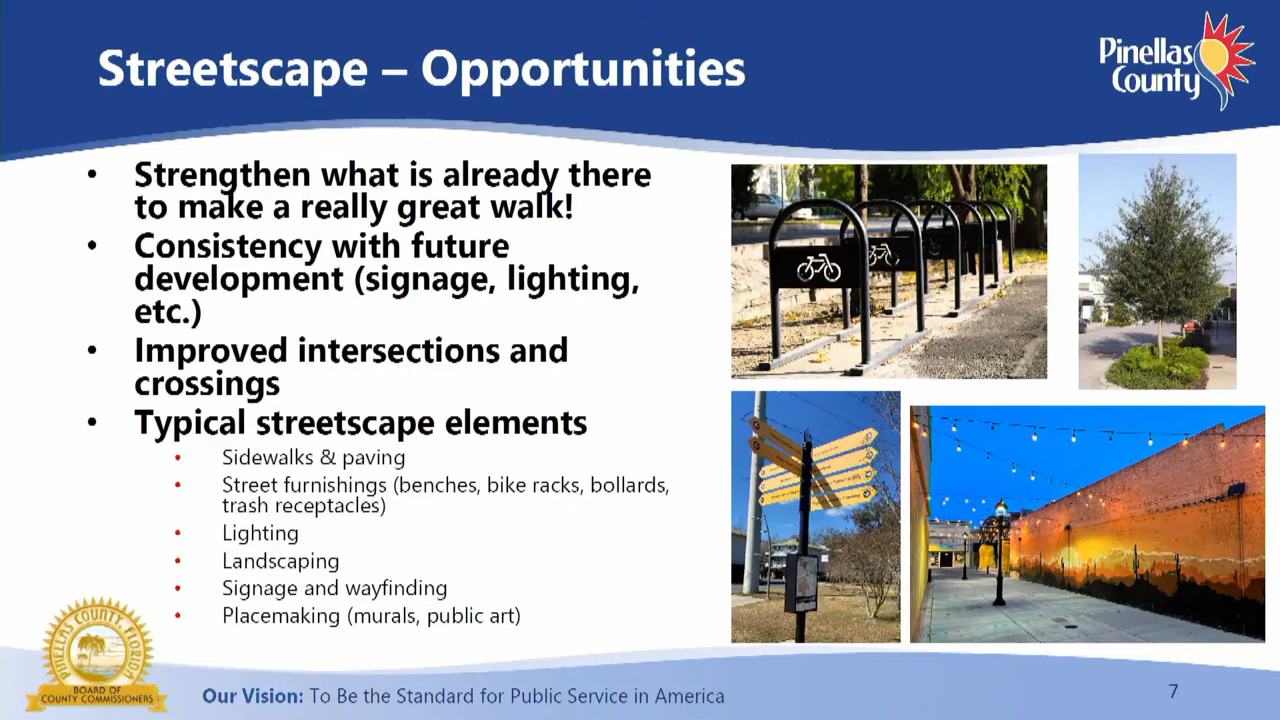 Streetscape – Opportunities
Pinellas
County
• Strengthen what is already there
to make a really great walk!
• Consistency with future
development (signage, lighting,
etc.)
• Improved intersections and
crossings
• Typical streetscape elements
• Sidewalks & paving
• Street furnishings (benches, bike racks, bollards,
trash receptacles)
• Lighting
• Landscaping
• Signage and wayfinding
• Placemaking (murals, public art)
PINELLAS COUNTY, FLORIDA
BOARD OF
COUNTY COMMISSIONERS
Our Vision: To Be the Standard for Public Service in America
7